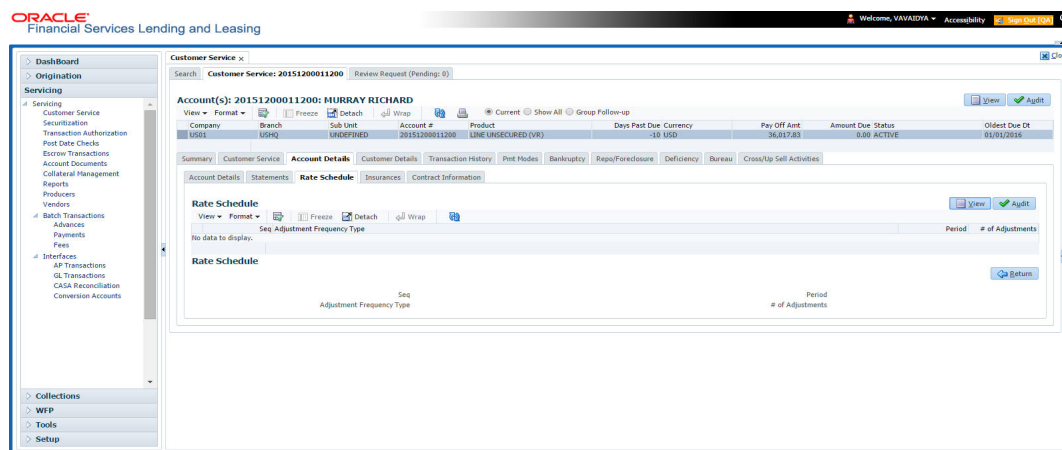 ORACLE
Financial Services Lending and Leasing
Welcome, VAVAIDYA Accessibility Sign Out [QA]
DashBoard
Origination
Servicing
Servicing
Customer Service
Securitization
Transaction Authorization
Post Date Checks
Escrow Transactions
Account Documents
Collateral Management
Reports
Producers
Vendors
Batch Transactions
Advances
Payments
Fees
Interfaces
AP Transactions
GL Transactions
CASA Reconciliation
Conversion Accounts
Collections
WFP
Tools
Setup
Customer Service x
Clo
Search Customer Service: 20151200011200 Review Request (Pending: 0)
Account(s): 20151200011200: MURRAY RICHARD
View Audit
View Format Freeze Detach Wrap Current Show All Group Follow-up
Company Branch Sub Unit Account # Product Days Past Due Currency Pay Off Amt Amount Due Status Oldest Due Dt
US01 USHQ UNDEFINED 20151200011200 LINE UNSECURED (VR) -10 USD 36,017.83 0.00 ACTIVE 01/01/2016
Summary Customer Service Account Details Customer Details Transaction History Pmt Modes Bankruptcy Repo/Foreclosure Deficiency Bureau Cross/Up Sell Activities
Account Details Statements Rate Schedule Insurances Contract Information
Rate Schedule
View Audit
View Format Freeze Detach Wrap
Seq Adjustment Frequency Type Period # of Adjustments
No data to display.
Rate Schedule
Return
Seq Period
Adjustment Frequency Type # of Adjustments